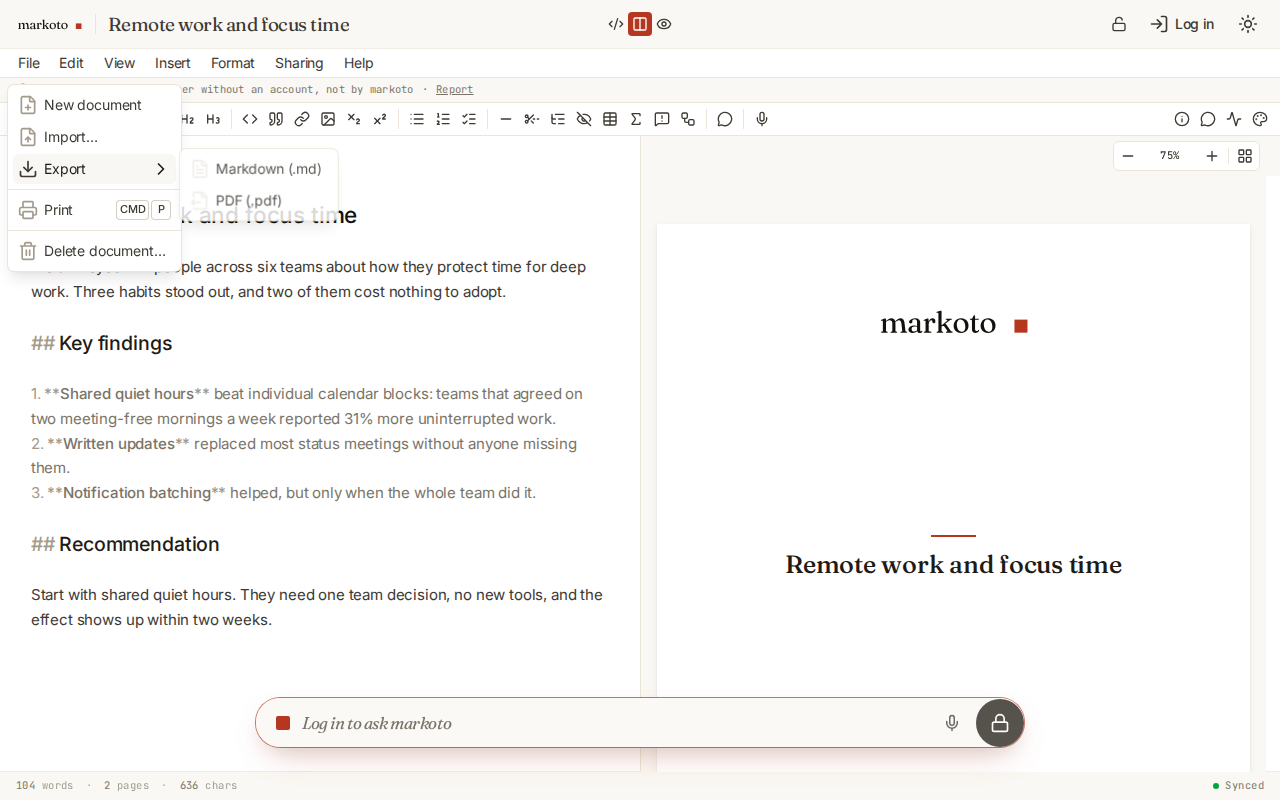 markoto
Remote work and focus time
Log in
File Edit View Insert Format Sharing Help
without an account, not by markoto · Report
H₂ H₃
New document
Import...
Export
Print CMD P
Delete document...
Markdown (.md)
PDF (.pdf)
75%
and focus time
across six teams about how they protect time for deep
work. Three habits stood out, and two of them cost nothing to adopt.
## Key findings
1. **Shared quiet hours** beat individual calendar blocks: teams that agreed on
two meeting-free mornings a week reported 31% more uninterrupted work.
2. **Written updates** replaced most status meetings without anyone missing
them.
3. **Notification batching** helped, but only when the whole team did it.
## Recommendation
Start with shared quiet hours. They need one team decision, no new tools, and the
effect shows up within two weeks.
markoto
Remote work and focus time
Log in to ask markoto
104 words · 2 pages · 636 chars
Synced